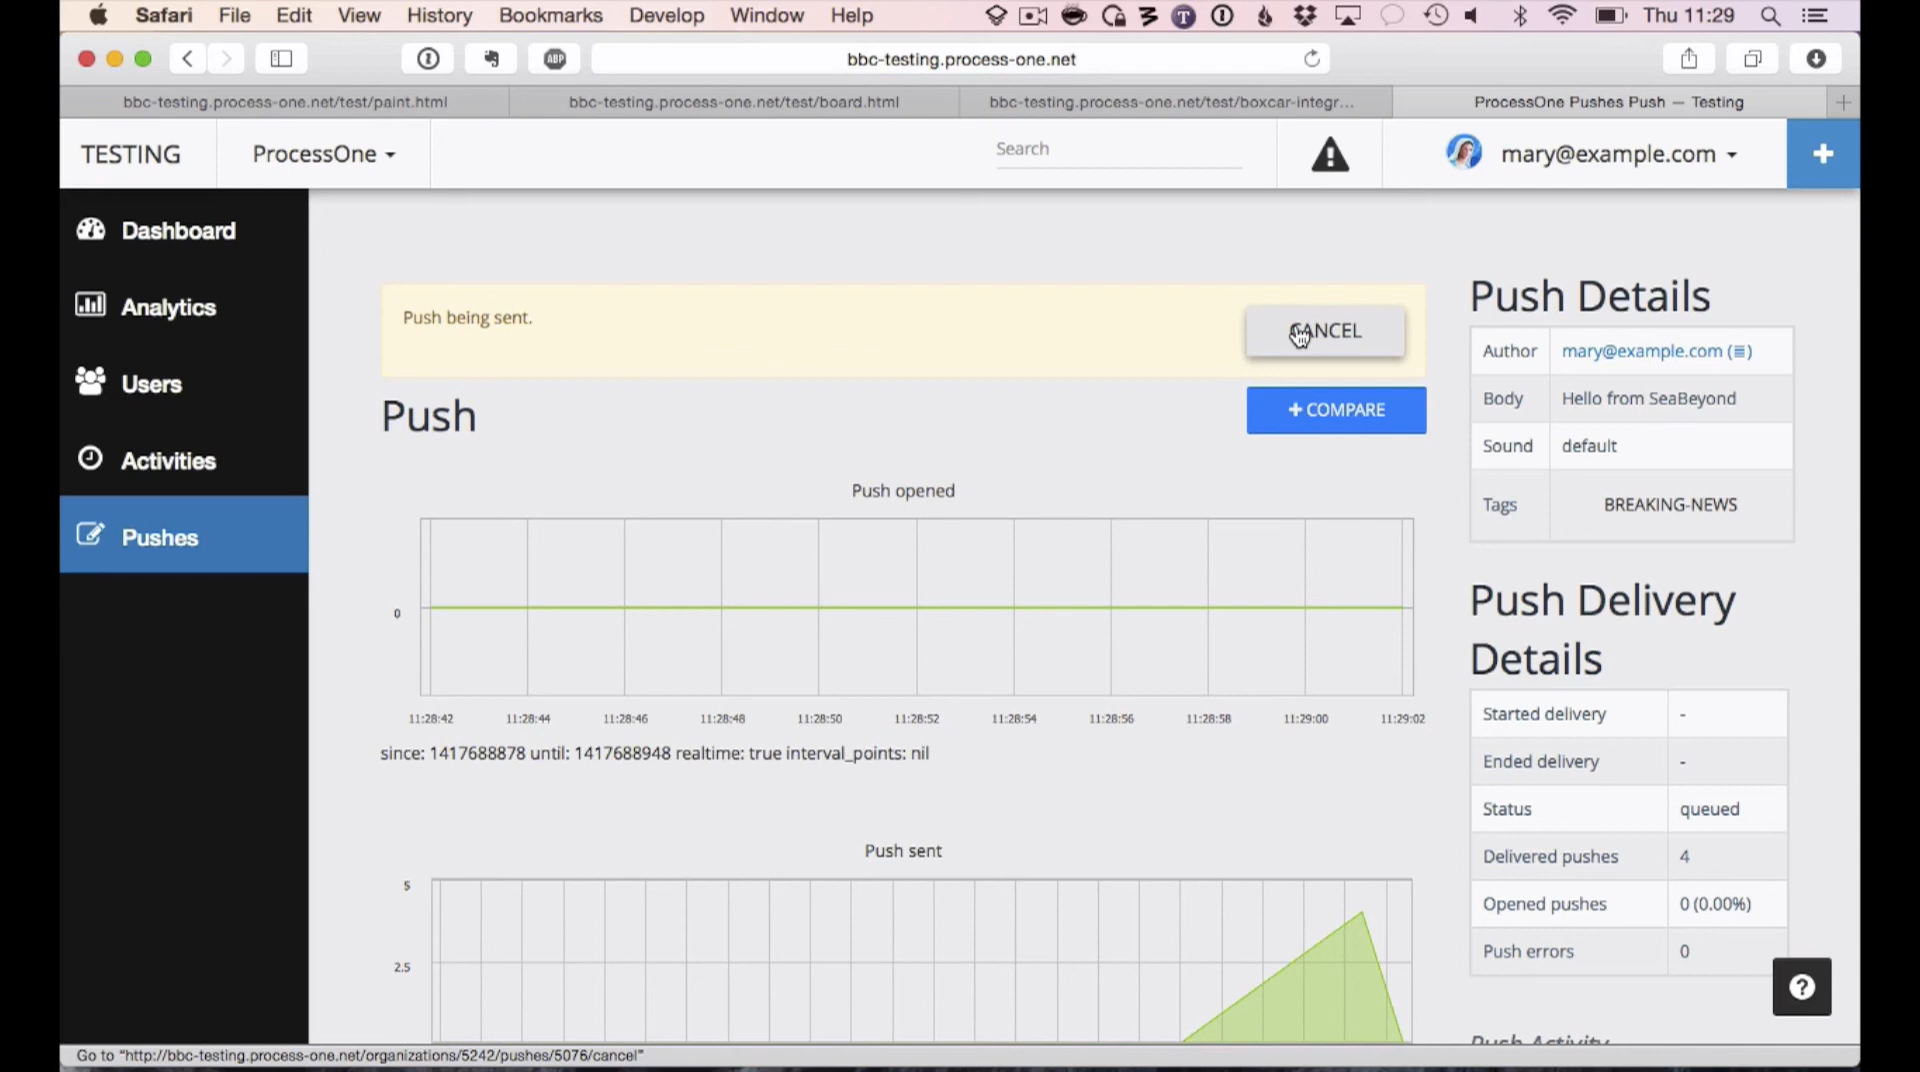 Safari File Edit View History Bookmarks Develop Window Help Thu 11:29
ABP bbc-testing.process-one.net
bbc-testing.process-one.net/test/paint.html bbc-testing.process-one.net/test/board.html bbc-testing.process-one.net/test/boxcar-integr... ProcessOne Pushes Push — Testing
TESTING ProcessOne Search mary@example.com
Dashboard
Analytics
Users
Activities
Pushes
Push being sent.
CANCEL
Push
+ COMPARE
Push opened
0
11:28:42 11:28:44 11:28:46 11:28:48 11:28:50 11:28:52 11:28:54 11:28:56 11:28:58 11:29:00 11:29:02
since: 1417688878 until: 1417688948 realtime: true interval_points: nil
Push sent
5
2.5
Push Details
Author mary@example.com (≡)
Body Hello from SeaBeyond
Sound default
Tags BREAKING-NEWS
Push Delivery
Details
Started delivery -
Ended delivery -
Status queued
Delivered pushes 4
Opened pushes 0 (0.00%)
Push errors 0
?
Push Activity
Go to "http://bbc-testing.process-one.net/organizations/5242/pushes/5076/cancel"